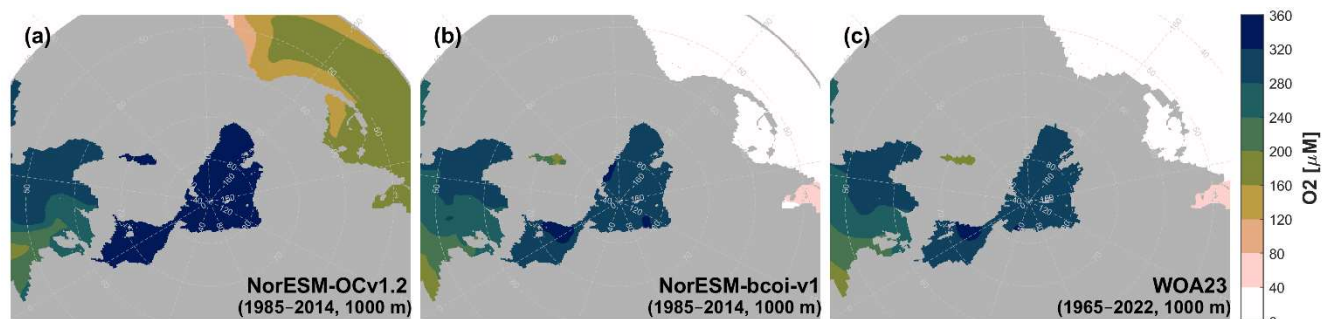 (a)
NorESM-OCv1.2
(1985–2014, 1000 m)
(b)
NorESM-bcoi-v1
(1985–2014, 1000 m)
(c)
WOA23
(1965–2022, 1000 m)
360
320
280
240
200
160
120
80
40
O2 [μM]